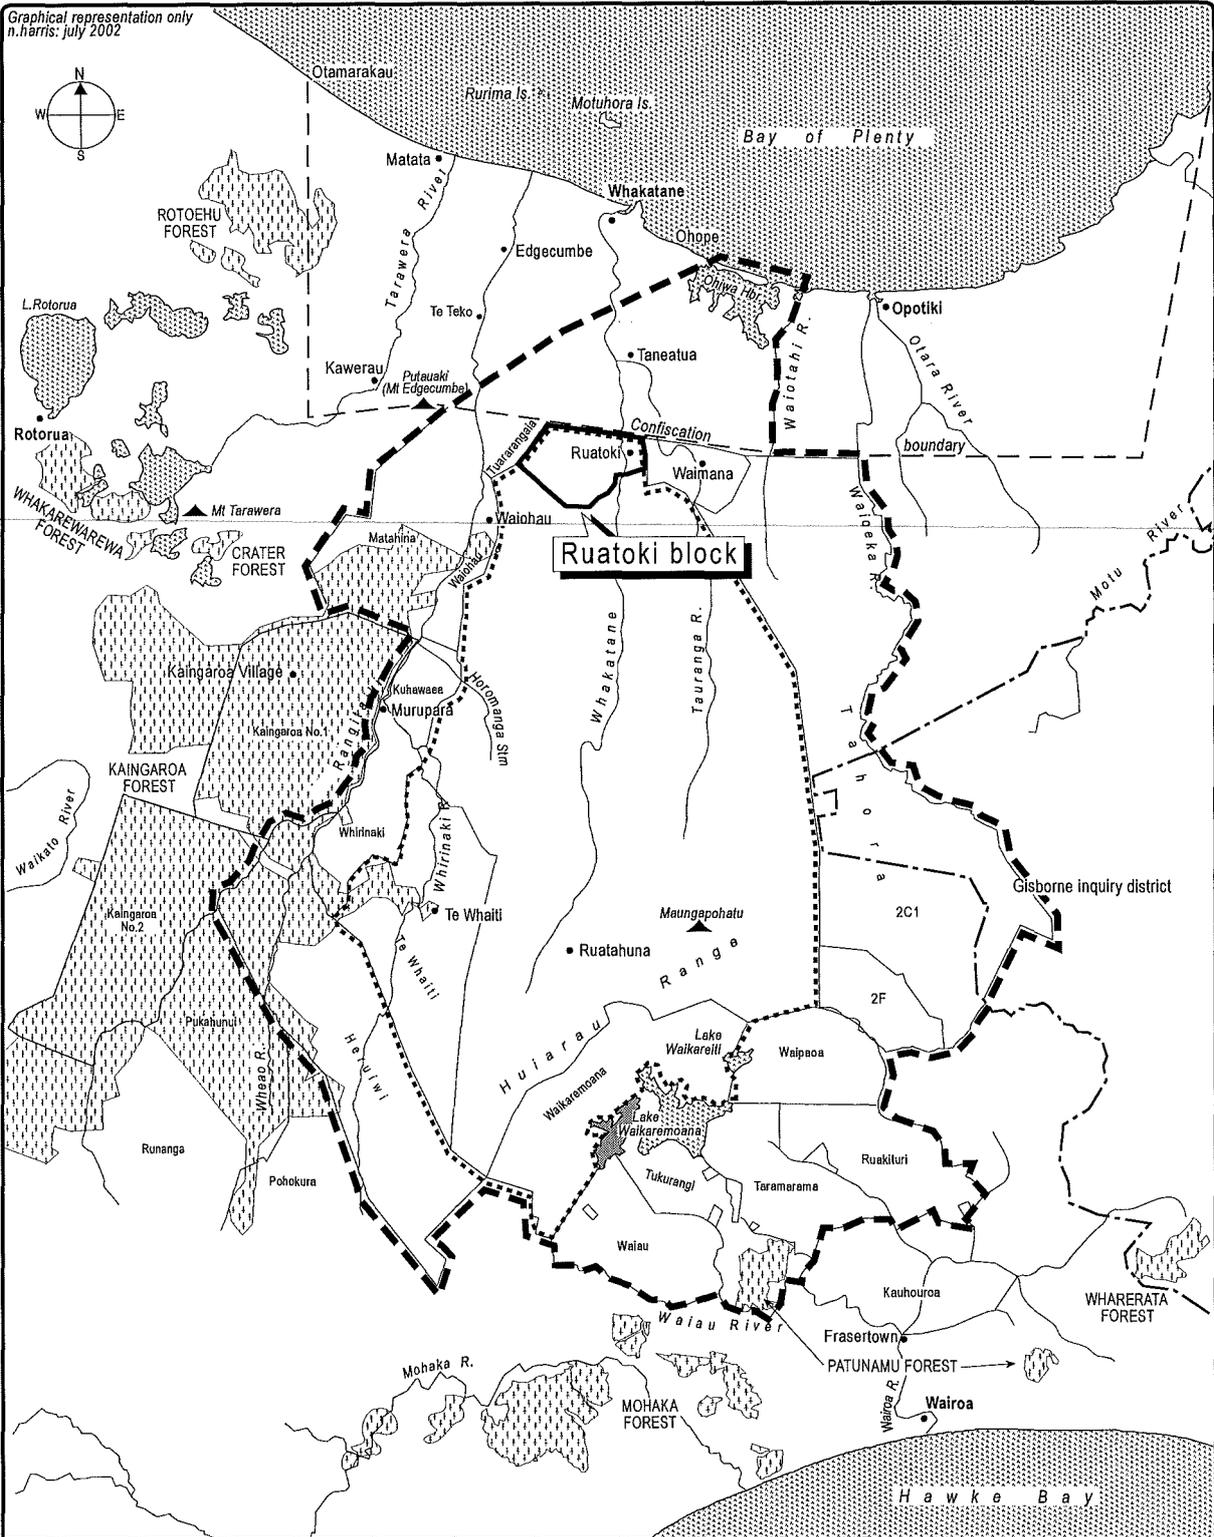 Graphical representation only
n.harris: july 2002
N
W
E
S
Otamarakau
Rurima Is.
Motuhora Is.
Bay of Plenty
Matata
Tarawera River
Whakatane
ROTOEHU
FOREST
Edgecumbe
Ohope
Ohiwa Hbr.
L.Rotorua
Te Teko
Opotiki
Waiotahi R.
Otara River
Taneatua
Kawerau
Putauaki
(Mt Edgecumbe)
Rotorua
Tuararangaia
Confiscation
boundary
Ruatoki
Waimana
WHAKAREWAREWA
FOREST
Mt Tarawera
CRATER
FOREST
Waiohau
Matahina
Waiohau
Ruatoki block
Waioeka R.
Motu River
Whakatane
Tauranga R.
Kaingaroa Village
Kuhawaea
Murupara
Horomanga Stm
Kaingaroa No.1
Rangitaiki
KAINGAROA
FOREST
Tahora
Waikato River
Whirinaki
Whirinaki R.
Gisborne inquiry district
Kaingaroa
No.2
Te Whaiti
Maungapohatu
2C1
Ruatahuna
Te Whaiti
Huiarau Range
2F
Pukahunui
Heruiwi
Wheao R.
Lake
Waikareiti
Waipaoa
Waikaremoana
Lake
Waikaremoana
Runanga
Pohokura
Tukurangi
Ruakituri
Taramarama
Waiau
Kauhouroa
WHARERATA
FOREST
Waiau River
Frasertown
PATUNAMU FOREST
Mohaka R.
MOHAKA
FOREST
Wairoa R.
Wairoa
Hawke Bay